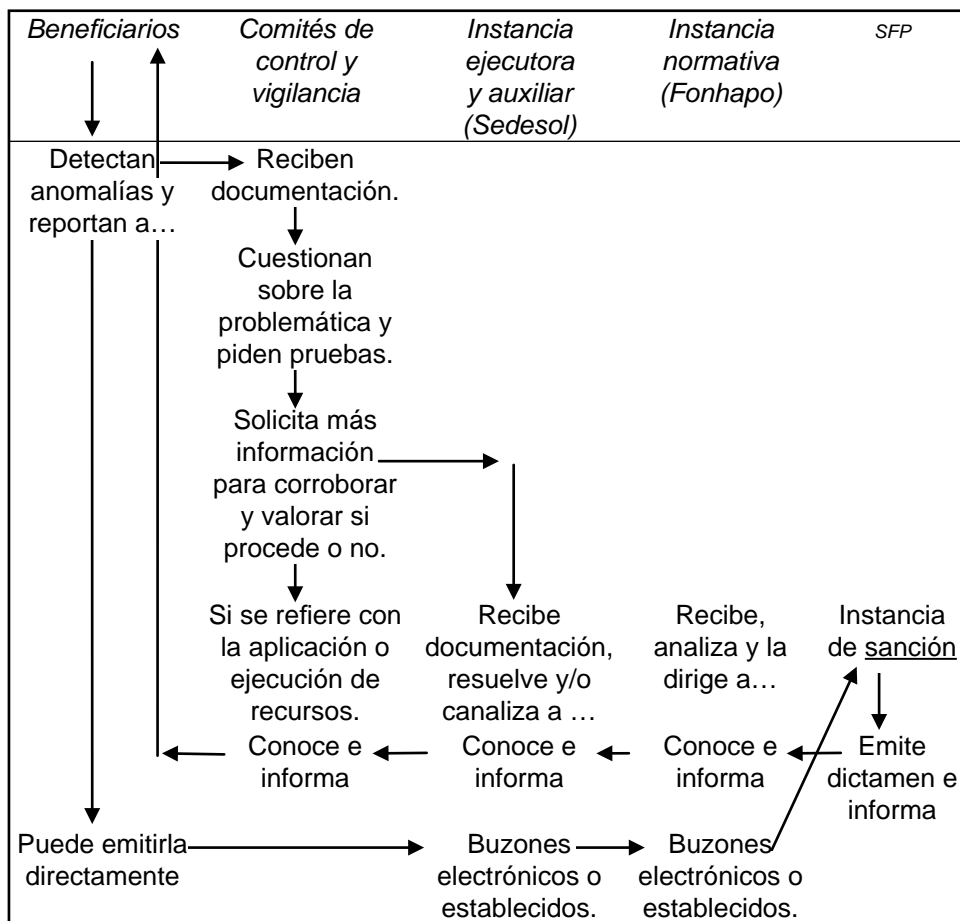 Beneficiarios
Comités de
control y
vigilancia
Instancia
ejecutora
y auxiliar
(Sedesol)
Instancia
normativa
(Fonhapo)
SFP
Detectan
anomalías y
reportan a…
Reciben
documentación.
Cuestionan
sobre la
problemática y
piden pruebas.
Solicita más
información
para corroborar
y valorar si
procede o no.
Si se refiere con
la aplicación o
ejecución de
recursos.
Recibe
documentación,
resuelve y/o
canaliza a …
Recibe,
analiza y la
dirige a…
Instancia
de sanción
Conoce e
informa
Conoce e
informa
Conoce e
informa
Emite
dictamen e
informa
Puede emitirla
directamente
Buzones
electrónicos o
establecidos.
Buzones
electrónicos o
establecidos.